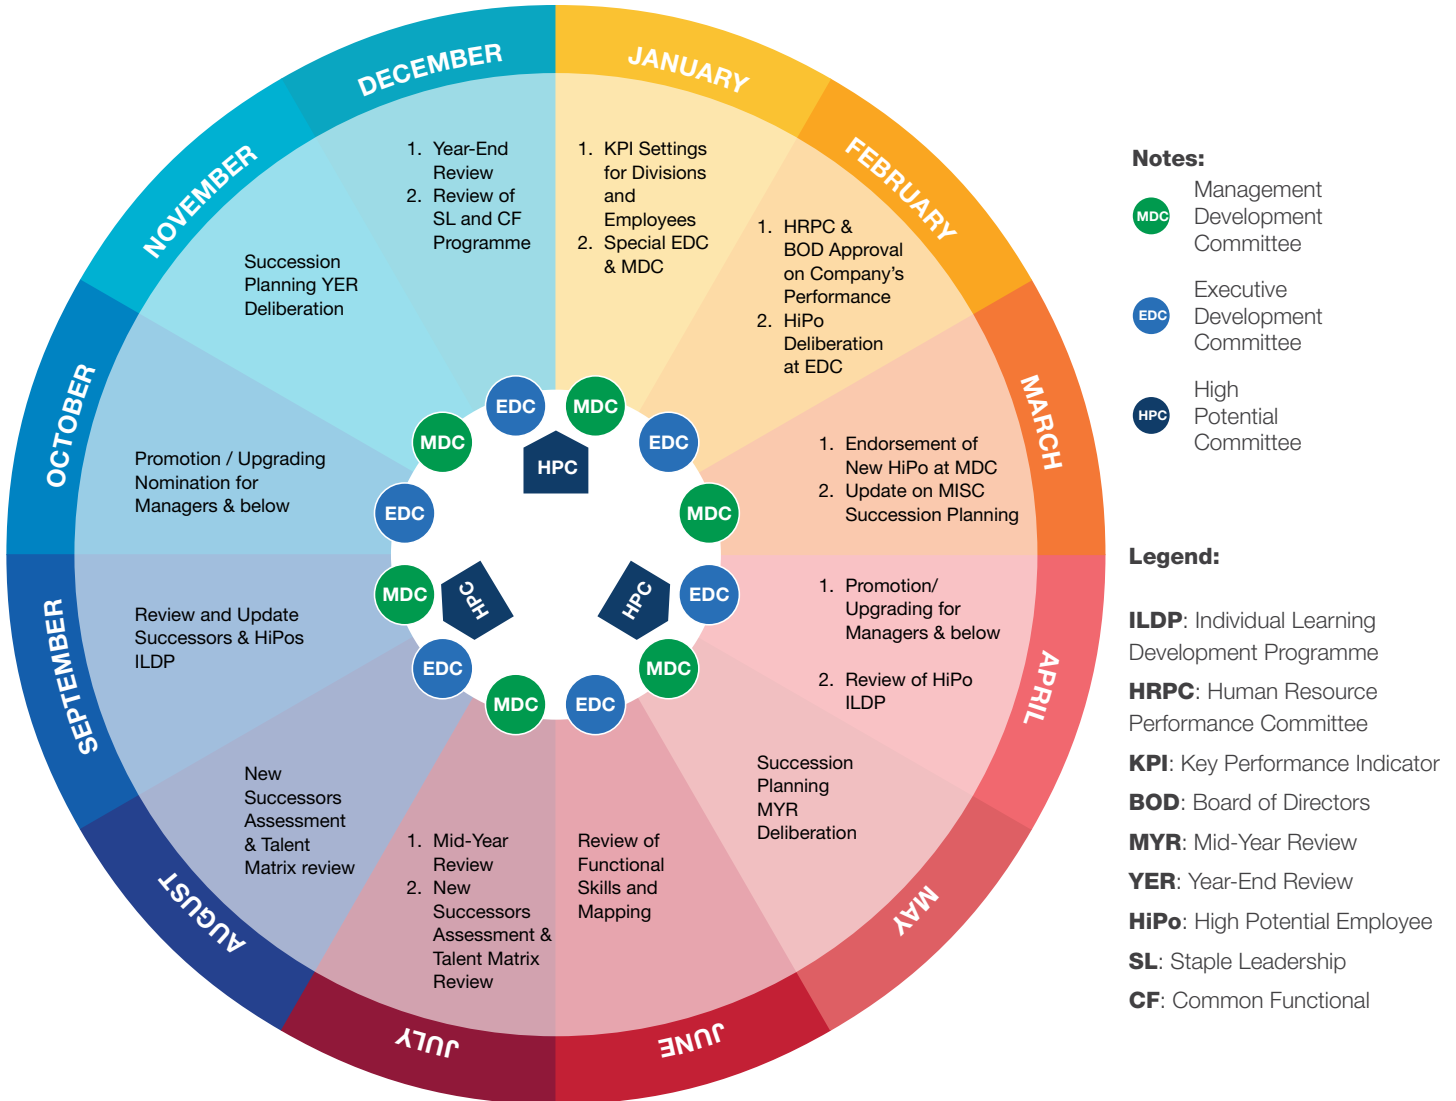 JANUARY
1. KPI Settings
for Divisions
and
Employees
2. Special EDC
& MDC
FEBRUARY
1. HRPC &
BOD Approval
on Company's
Performance
2. HiPo
Deliberation
at EDC
MARCH
1. Endorsement of
New HiPo at MDC
2. Update on MISC
Succession Planning
APRIL
1. Promotion/
Upgrading for
Managers & below
2. Review of HiPo
ILDP
MAY
Succession
Planning
MYR
Deliberation
JUNE
Review of
Functional
Skills and
Mapping
JULY
1. Mid-Year
Review
2. New
Successors
Assessment &
Talent Matrix
Review
AUGUST
New
Successors
Assessment
& Talent
Matrix review
SEPTEMBER
Review and Update
Successors & HiPos
ILDP
OCTOBER
Promotion / Upgrading
Nomination for
Managers & below
NOVEMBER
Succession
Planning YER
Deliberation
DECEMBER
1. Year-End
Review
2. Review of
SL and CF
Programme
MDC
EDC
MDC
EDC
MDC
EDC
MDC
EDC
MDC
EDC
MDC
EDC
HPC
HPC
HPC
Notes:
MDC
Management
Development
Committee
EDC
Executive
Development
Committee
HPC
High
Potential
Committee
Legend:
ILDP: Individual Learning
Development Programme
HRPC: Human Resource
Performance Committee
KPI: Key Performance Indicator
BOD: Board of Directors
MYR: Mid-Year Review
YER: Year-End Review
HiPo: High Potential Employee
SL: Staple Leadership
CF: Common Functional